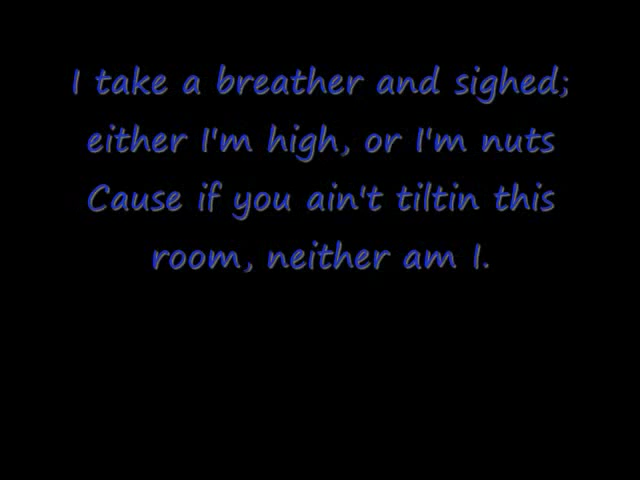 I take a breather and sighed;
either I'm high, or I'm nuts
Cause if you ain't tiltin this
room, neither am I.